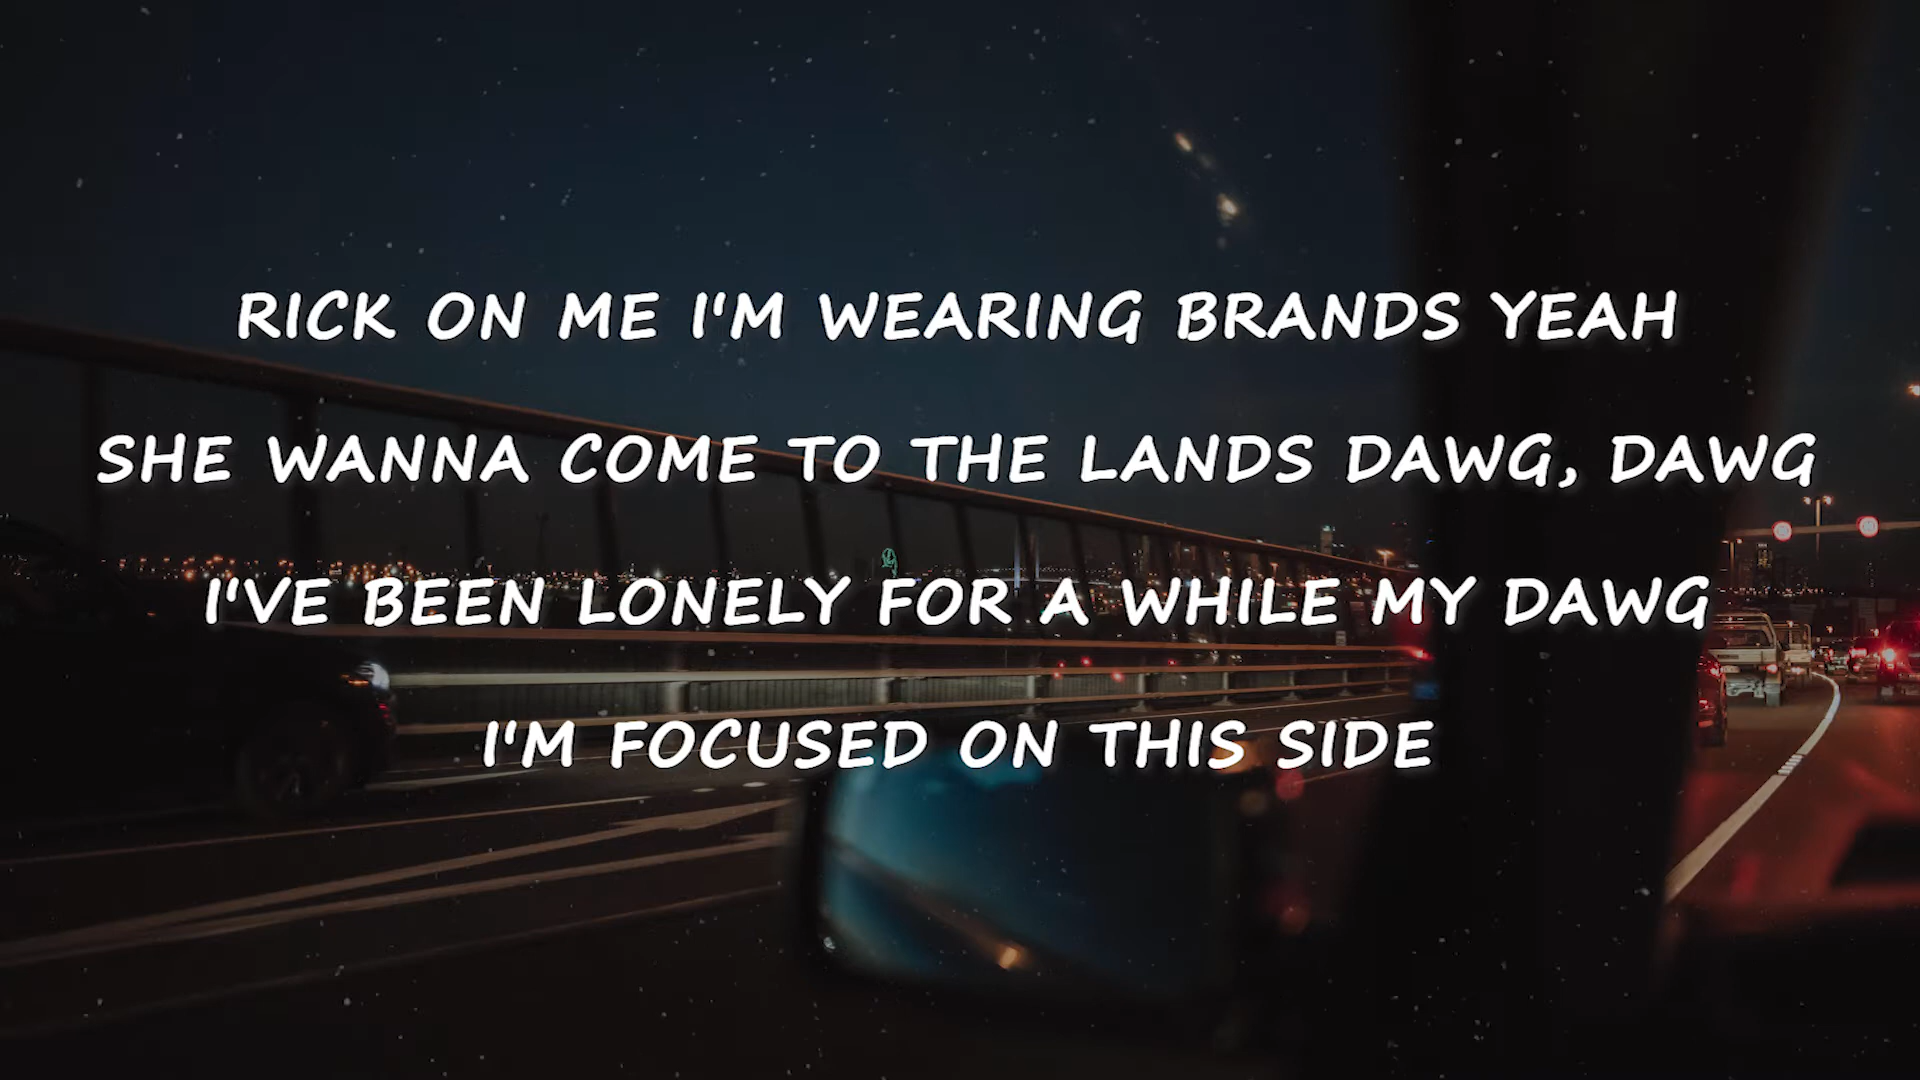 RICK ON ME I'M WEARING BRANDS YEAH
SHE WANNA COME TO THE LANDS DAWG, DAWG
I'VE BEEN LONELY FOR A WHILE MY DAWG
I'M FOCUSED ON THIS SIDE